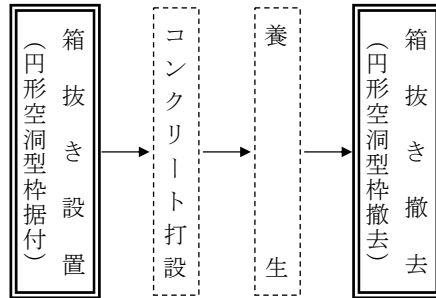 箱抜き設置
(円形空洞型枠据付)
コンクリート打設
養生
箱抜き撤去
(円形空洞型枠撤去)